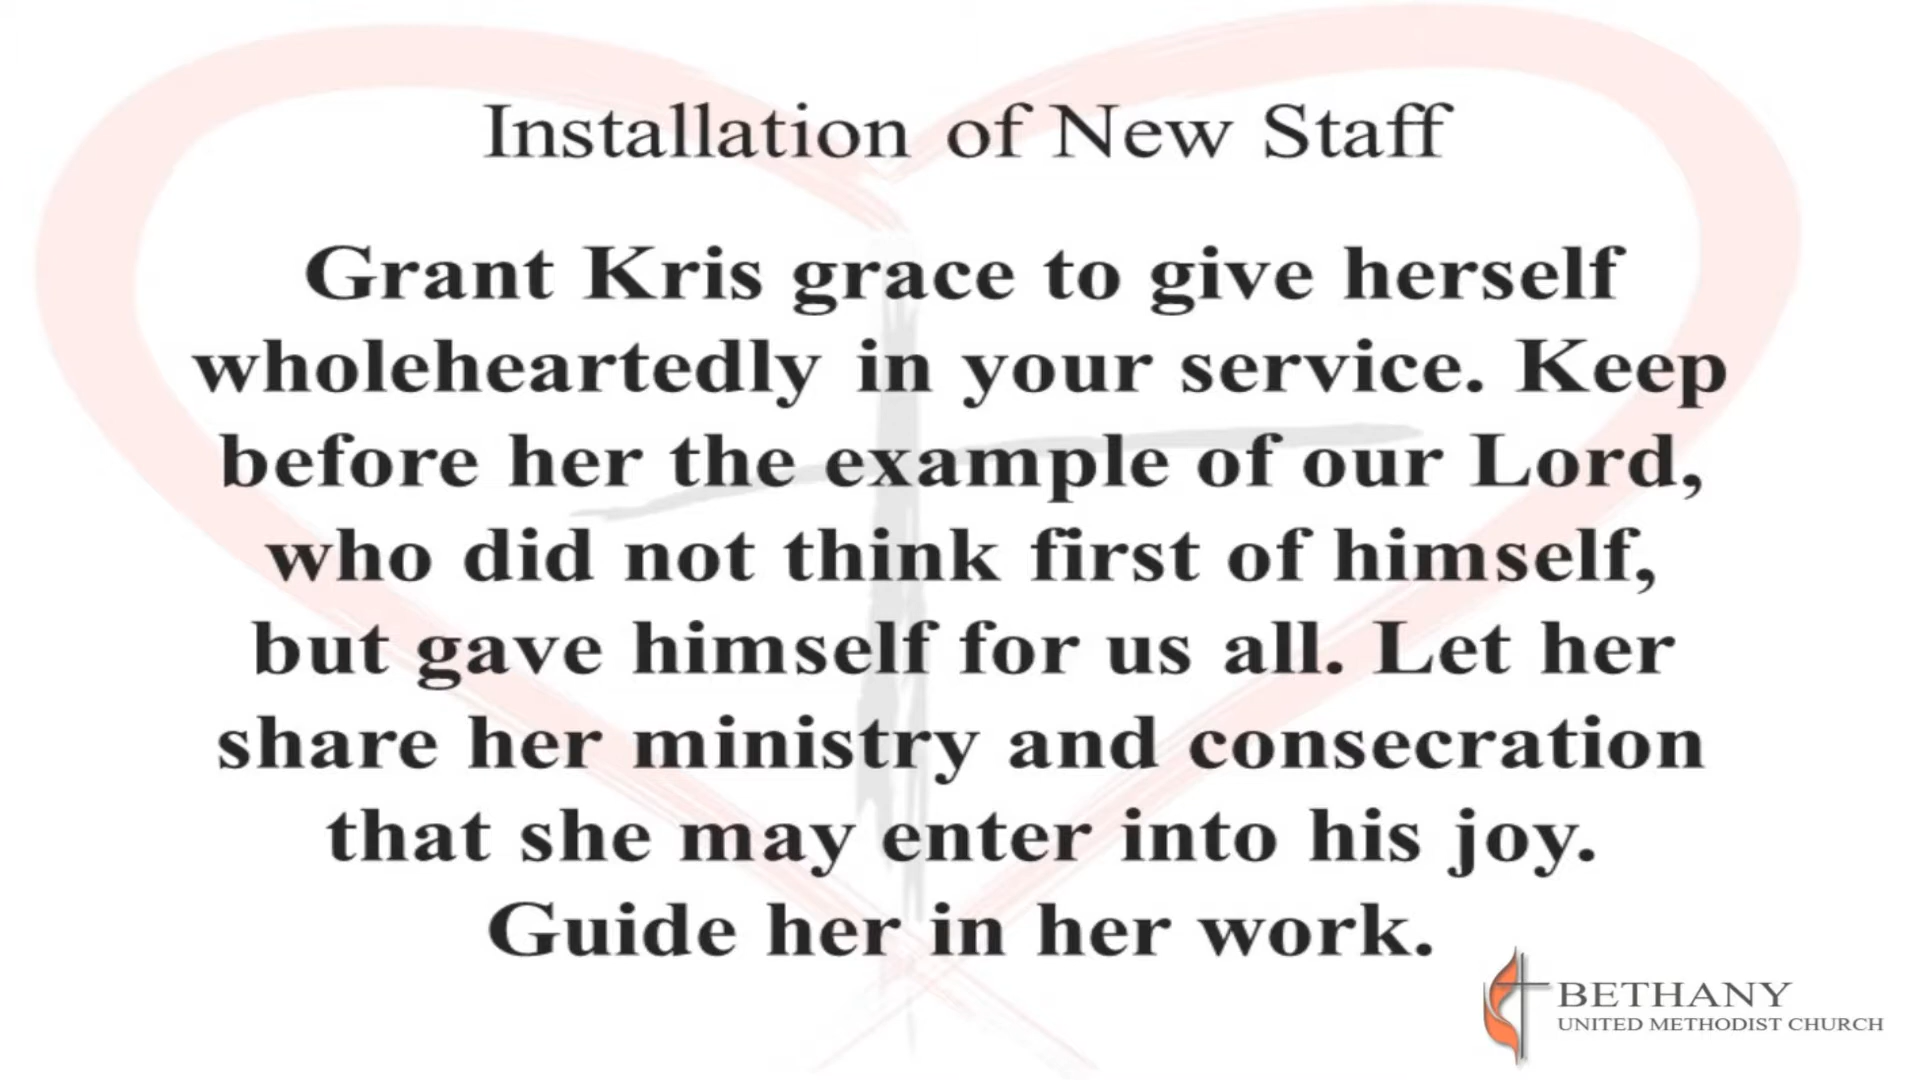 Installation of New Staff
Grant Kris grace to give herself
wholeheartedly in your service. Keep
before her the example of our Lord,
who did not think first of himself,
but gave himself for us all. Let her
share her ministry and consecration
that she may enter into his joy.
Guide her in her work.
BETHANY
UNITED METHODIST CHURCH